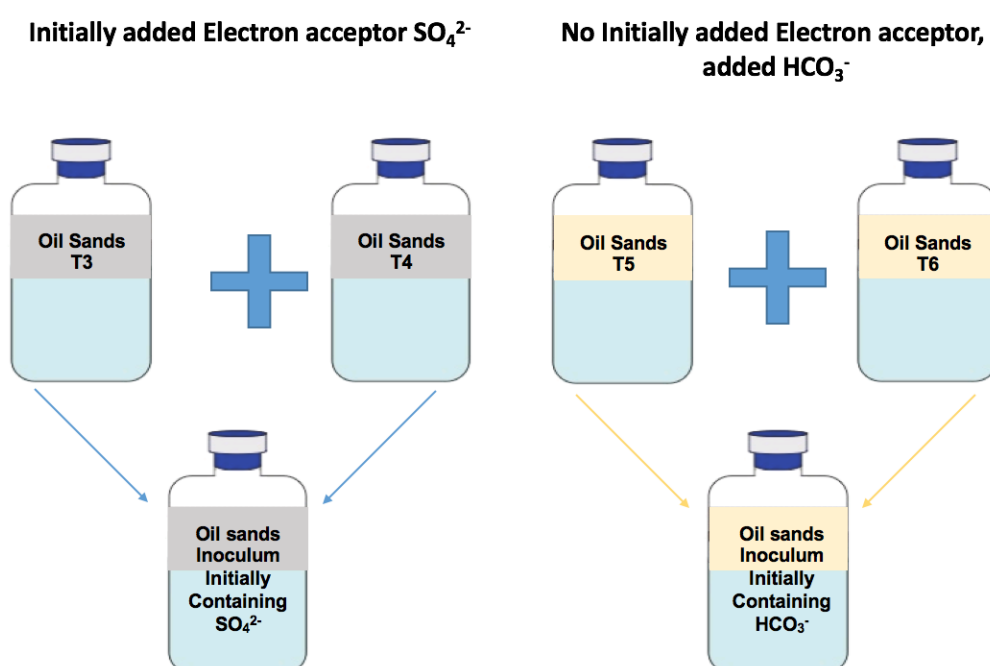 Initially added Electron acceptor SO₄²⁻
No Initially added Electron acceptor,
added HCO₃⁻
Oil Sands
T3
Oil Sands
T4
Oil Sands
T5
Oil Sands
T6
Oil sands
Inoculum
Initially
Containing
SO₄²⁻
Oil sands
Inoculum
Initially
Containing
HCO₃⁻